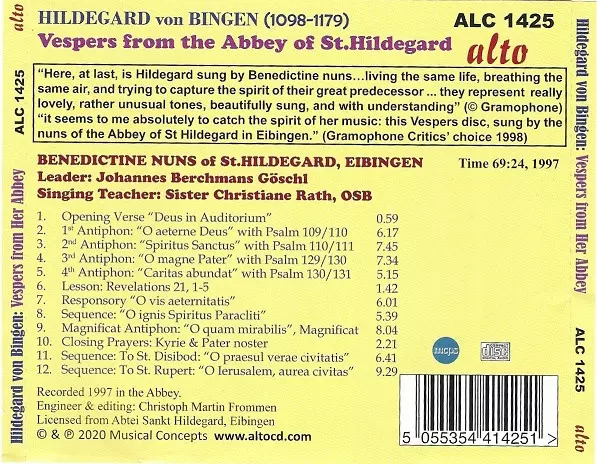 HILDEGARD von BINGEN (1098-1179)
ALC 1425
Vespers from the Abbey of St.Hildegard
alto
“Here, at last, is Hildegard sung by Benedictine nuns...living the same life, breathing the
same air, and trying to capture the spirit of their great predecessor ... they represent really
lovely, rather unusual tones, beautifully sung, and with understanding” (© Gramophone)
“it seems to me absolutely to catch the spirit of her music: this Vespers disc, sung by the
nuns of the Abbey of St Hildegard in Eibingen.” (Gramophone Critics’ choice 1998)
BENEDICTINE NUNS of St.HILDEGARD, EIBINGEN
Time 69:24, 1997
Leader: Johannes Berchmans Göschl
Singing Teacher: Sister Christiane Rath, OSB
1. Opening Verse “Deus in Auditorium” 0.59
2. 1st Antiphon: “O aeterne Deus” with Psalm 109/110 6.17
3. 2nd Antiphon: “Spiritus Sanctus” with Psalm 110/111 7.45
4. 3rd Antiphon: “O magne Pater” with Psalm 129/130 7.34
5. 4th Antiphon: “Caritas abundat” with Psalm 130/131 5.15
6. Lesson: Revelations 21, 1-5 1.42
7. Responsory “O vis aeternitatis” 6.01
8. Sequence: “O ignis Spiritus Paracliti” 5.39
9. Magnificat Antiphon: “O quam mirabilis”, Magnificat 8.04
10. Closing Prayers: Kyrie & Pater noster 2.21
11. Sequence: To St. Disibod: “O praesul verae civitatis” 6.41
12. Sequence: To St. Rupert: “O Ierusalem, aurea civitas” 9.29
Recorded 1997 in the Abbey.
Engineer & editing: Christoph Martin Frommen
Licensed from Abtei Sankt Hildegard, Eibingen
© & ℗ 2020 Musical Concepts www.altocd.com
mcps
disc
5 055354 414251 >
alto
ALC 1425
Hildegard von Bingen: Vespers from Her Abbey
Hildegard von Bingen: Vespers from Her Abbey
ALC 1425
alto